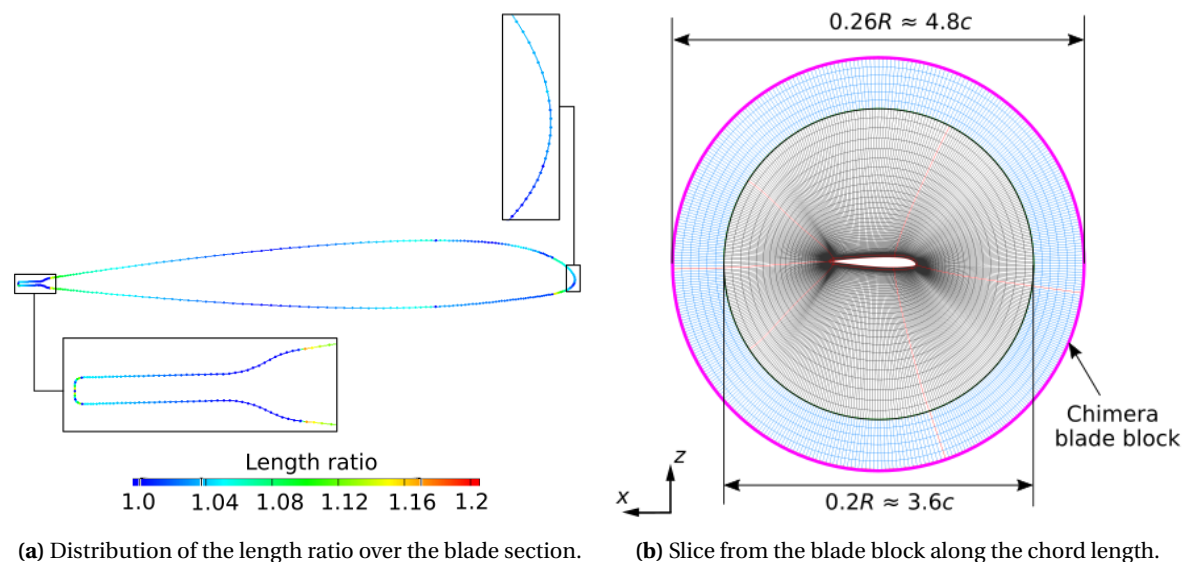 0.26R ≈ 4.8c
Chimera
blade block
z
x
0.2R ≈ 3.6c
Length ratio
1.0 1.04 1.08 1.12 1.16 1.2
(a) Distribution of the length ratio over the blade section.
(b) Slice from the blade block along the chord length.